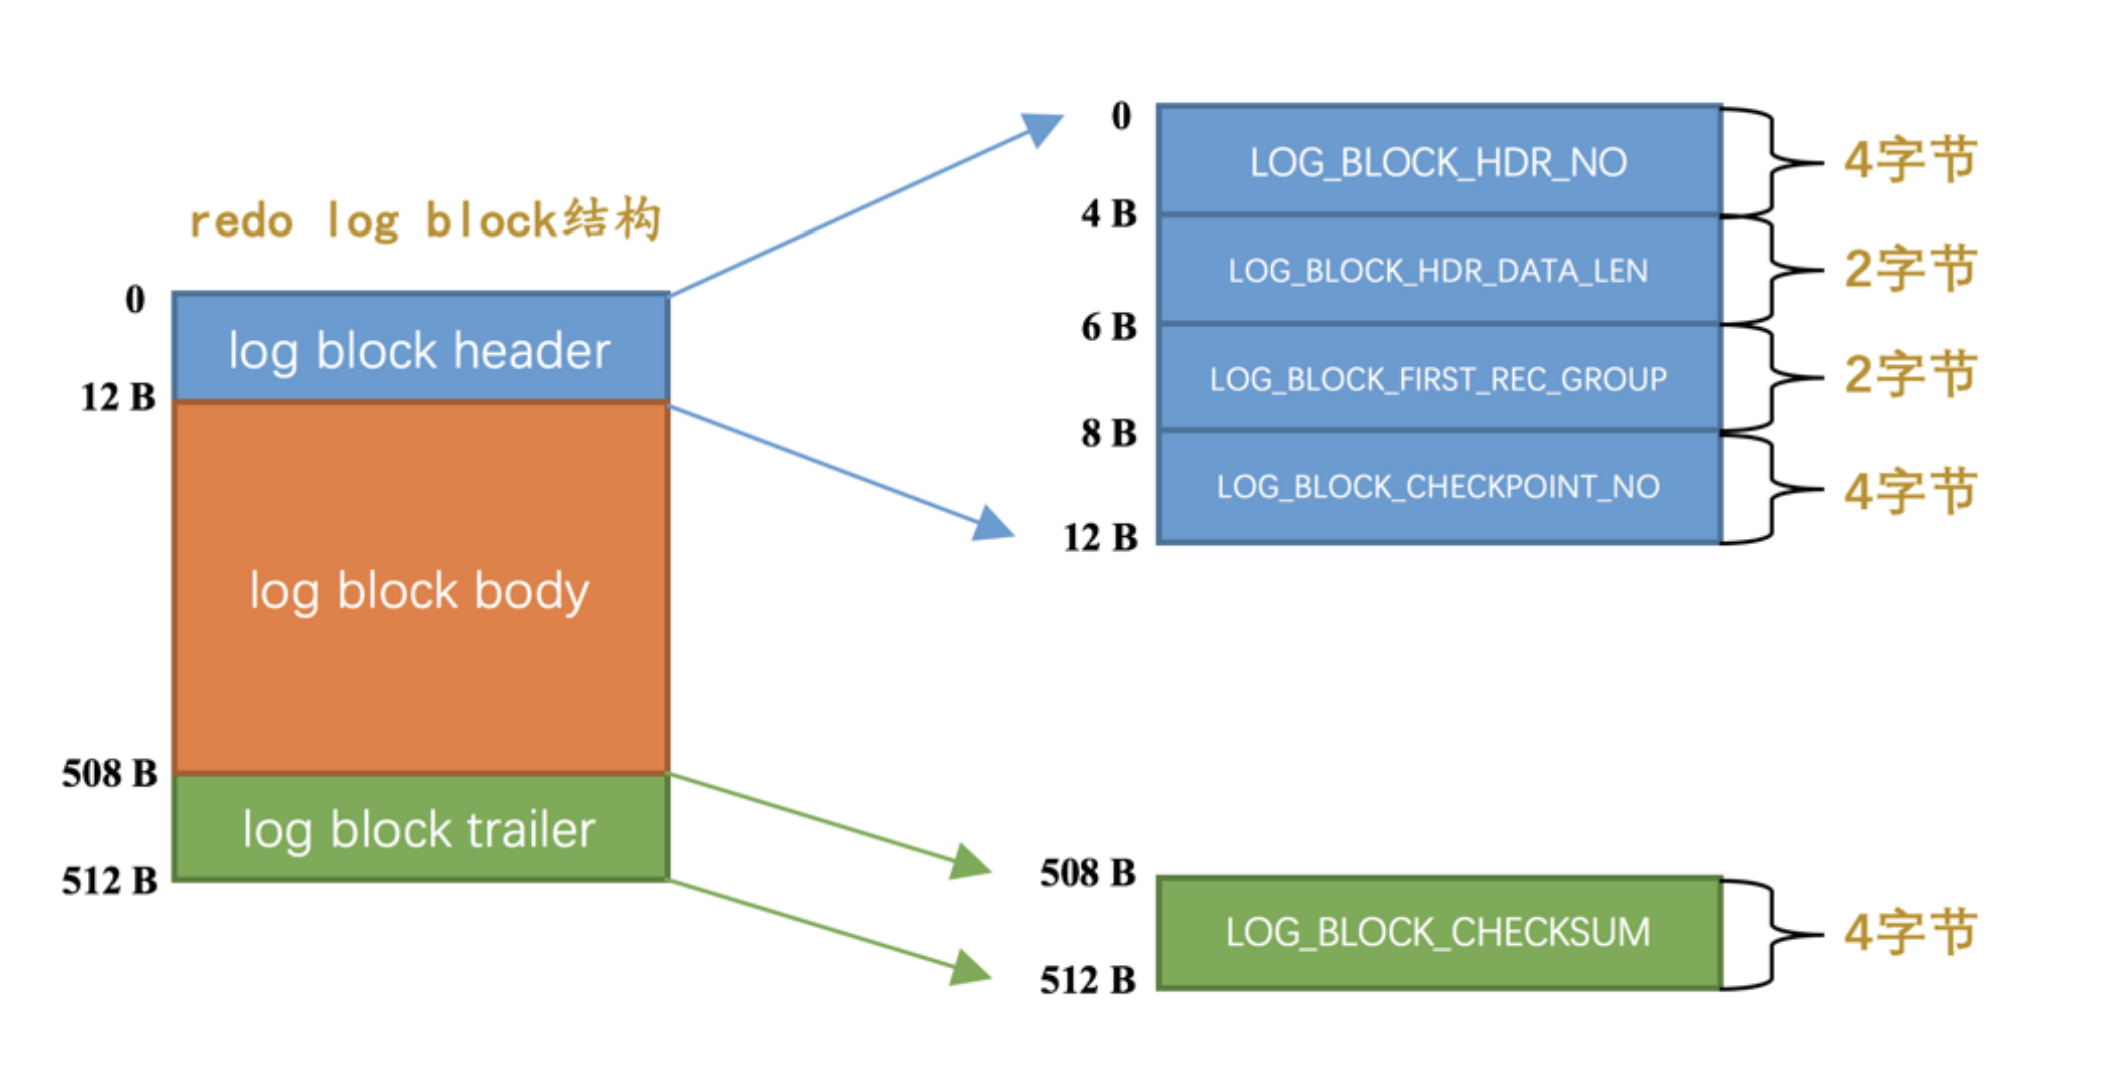 redo log block结构
0
log block header
12 B
log block body
508 B
log block trailer
512 B
0
LOG_BLOCK_HDR_NO
4字节
4 B
LOG_BLOCK_HDR_DATA_LEN
2字节
6 B
LOG_BLOCK_FIRST_REC_GROUP
2字节
8 B
LOG_BLOCK_CHECKPOINT_NO
4字节
12 B
508 B
LOG_BLOCK_CHECKSUM
4字节
512 B